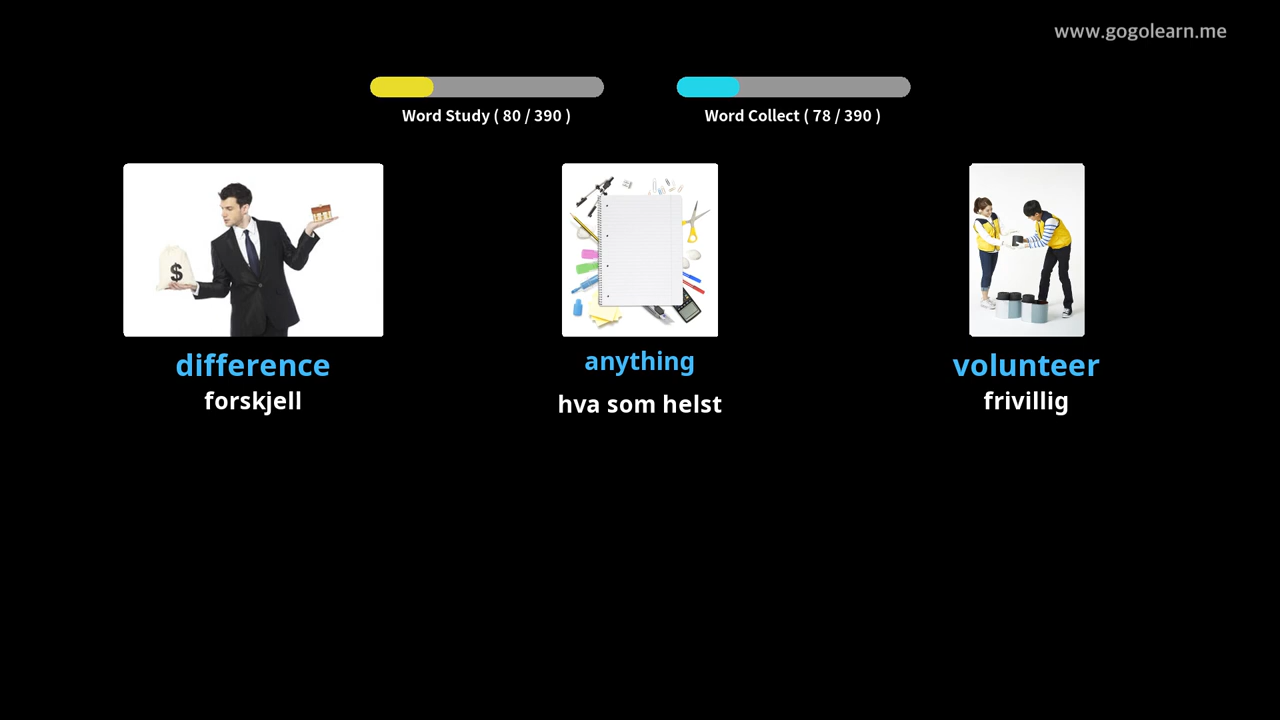 www.gogolearn.me
Word Study ( 80 / 390 )
Word Collect ( 78 / 390 )
$
difference
forskjell
anything
hva som helst
volunteer
frivillig